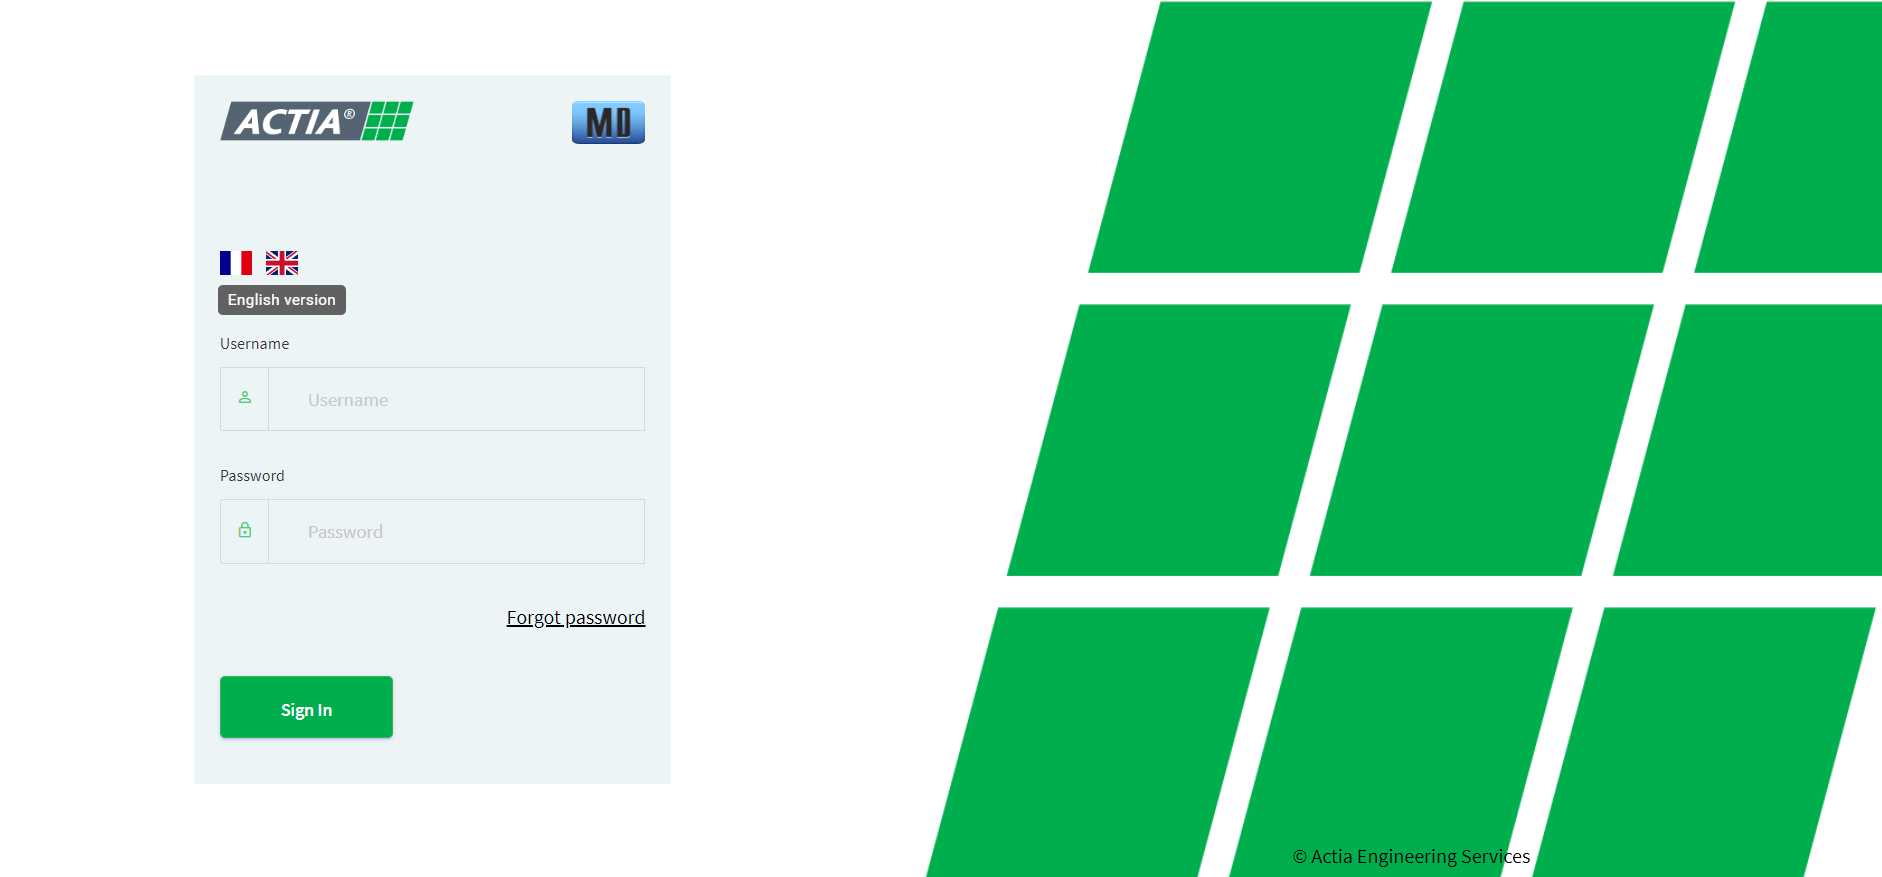 ACTIA®
MD
English version
Username
Username
Password
Password
Forgot password
Sign In
© Actia Engineering Services